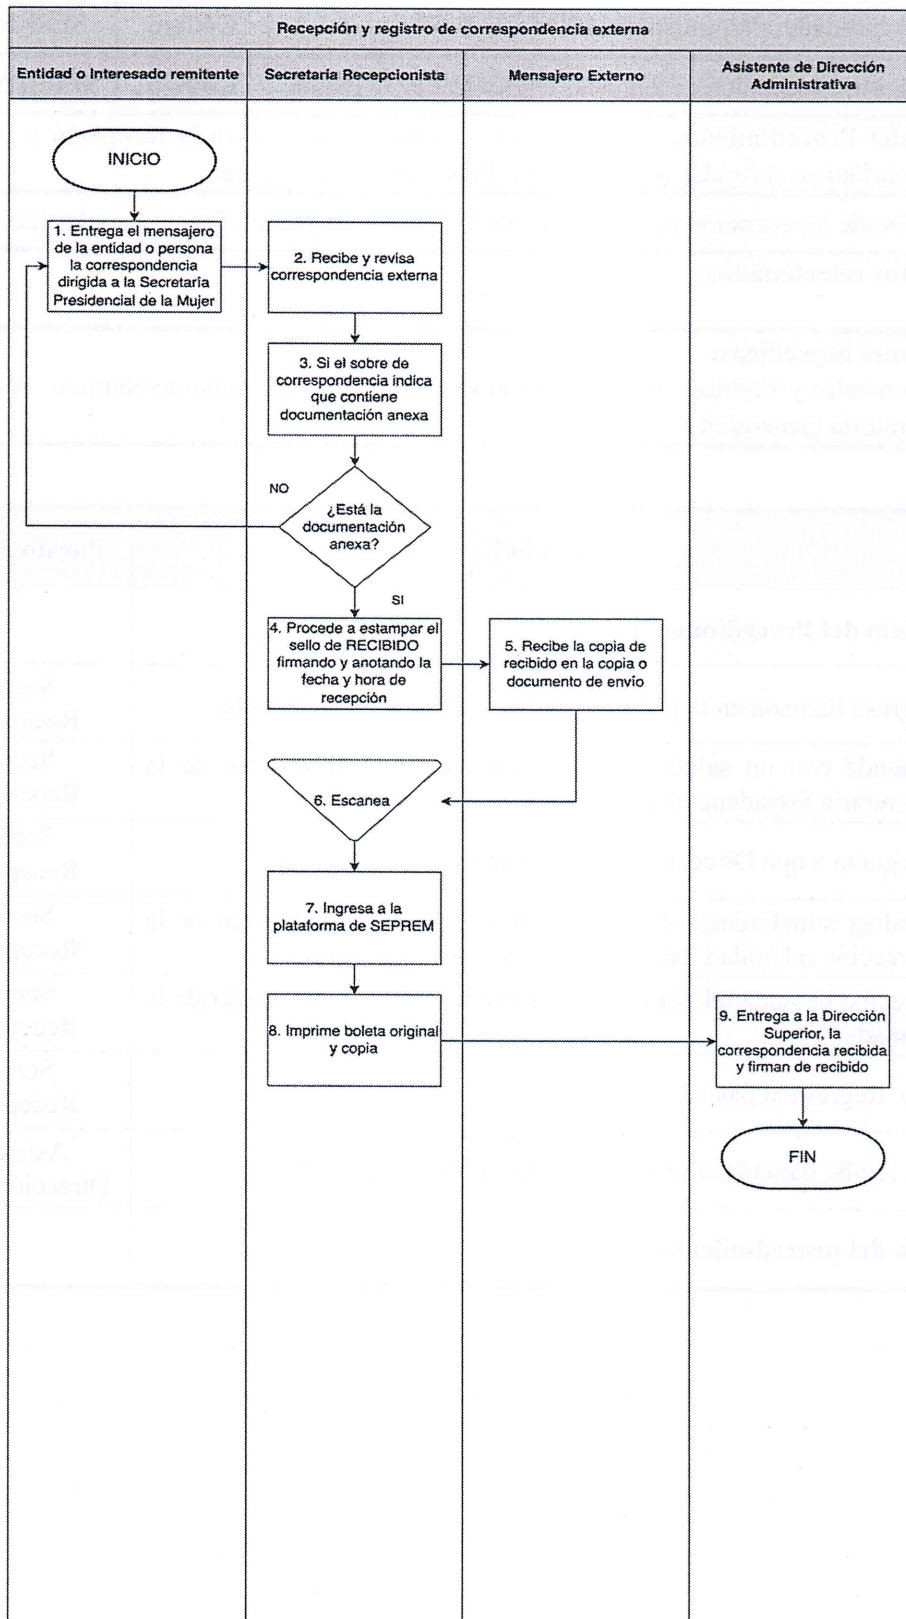 Recepción y registro de correspondencia externa
Entidad o Interesado remitente
Secretaria Recepcionista
Mensajero Externo
Asistente de Dirección
Administrativa
INICIO
1. Entrega el mensajero
de la entidad o persona
la correspondencia
dirigida a la Secretaría
Presidencial de la Mujer
2. Recibe y revisa
correspondencia externa
3. Si el sobre de
correspondencia indica
que contiene
documentación anexa
NO
¿Está la
documentación
anexa?
SI
4. Procede a estampar el
sello de RECIBIDO
firmando y anotando la
fecha y hora de
recepción
5. Recibe la copia de
recibido en la copia o
documento de envío
6. Escanea
7. Ingresa a la
plataforma de SEPREM
8. Imprime boleta original
y copia
9. Entrega a la Dirección
Superior, la
correspondencia recibida
y firman de recibido
FIN